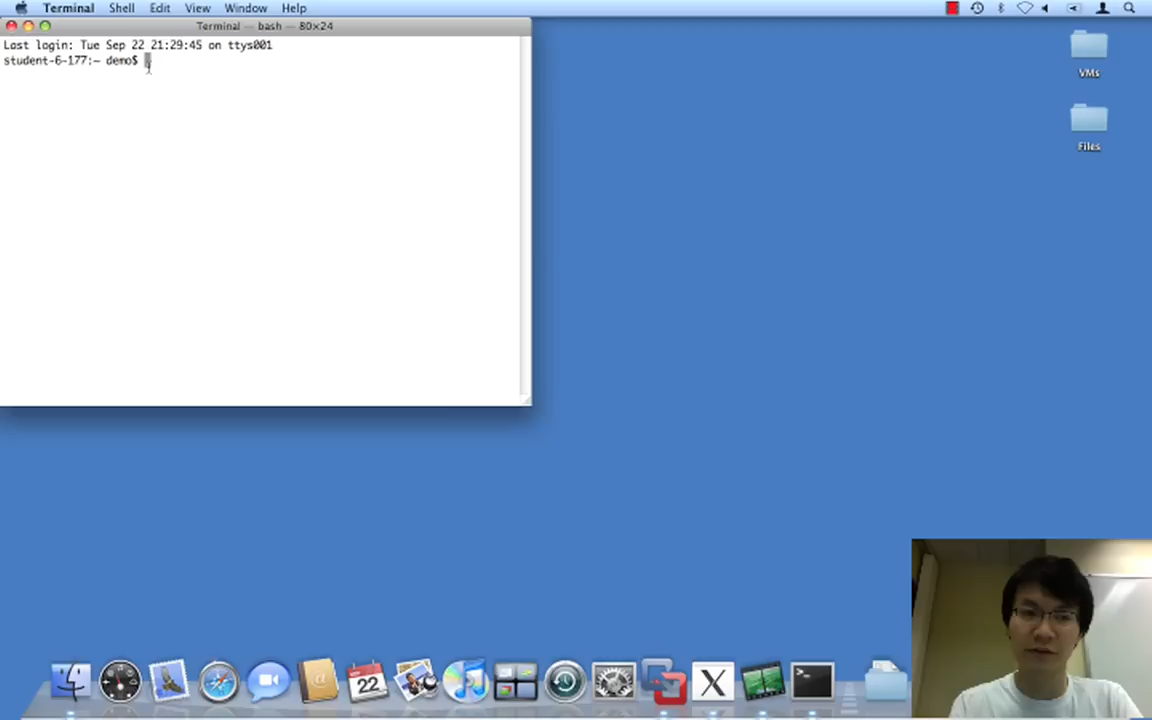 Terminal Shell Edit View Window Help
Terminal — bash — 80×24
Last login: Tue Sep 22 21:29:45 on ttys001
student-6-177:~ demo$
VMs
Files
22